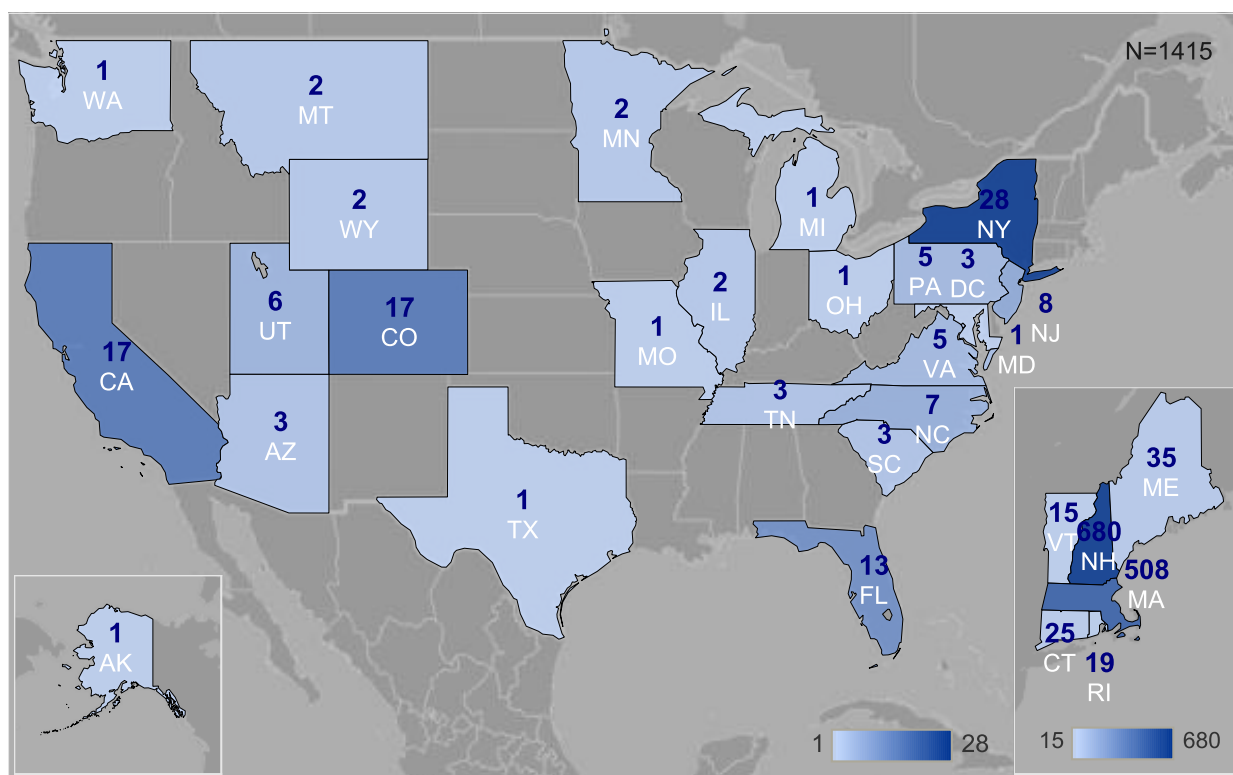 N=1415
1
WA
2
MT
2
MN
2
WY
1
MI
28
NY
5
PA
3
DC
6
UT
17
CO
2
IL
1
OH
8
NJ
1
MD
17
CA
1
MO
5
VA
3
AZ
3
TN
7
NC
3
SC
1
TX
13
FL
1
AK
35
ME
15
VT
680
NH
508
MA
25
CT
19
RI
1
28
15
680